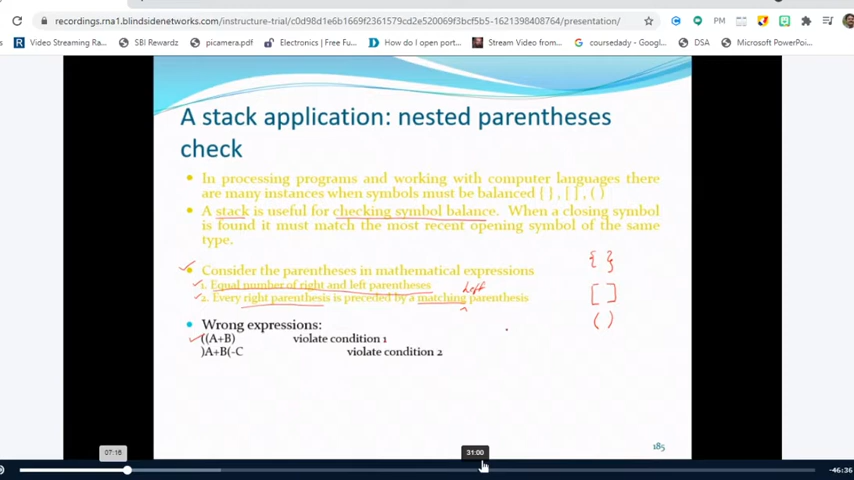 recordings.rna1.blindsidenetworks.com/instructure-trial/c0d98d1e6b1669f2361579cd2e520069f3bcf5b5-1621398408764/presentation/
PM
Video Streaming Ra...
SBI Rewardz
picamera.pdf
Electronics | Free Fu...
How do I open port...
Stream Video from...
coursedady - Googl...
DSA
Microsoft PowerPoi...
A stack application: nested parentheses
check
In processing programs and working with computer languages there
are many instances when symbols must be balanced { } , [ ] , ( )
A stack is useful for checking symbol balance. When a closing symbol
is found it must match the most recent opening symbol of the same
type.
{ }
Consider the parentheses in mathematical expressions
1. Equal number of right and left parentheses
left
2. Every right parenthesis is preceded by a matching parenthesis
[ ]
( )
Wrong expressions:
((A+B) violate condition 1
)A+B(-C violate condition 2
185
07:16
31:00
-46:36